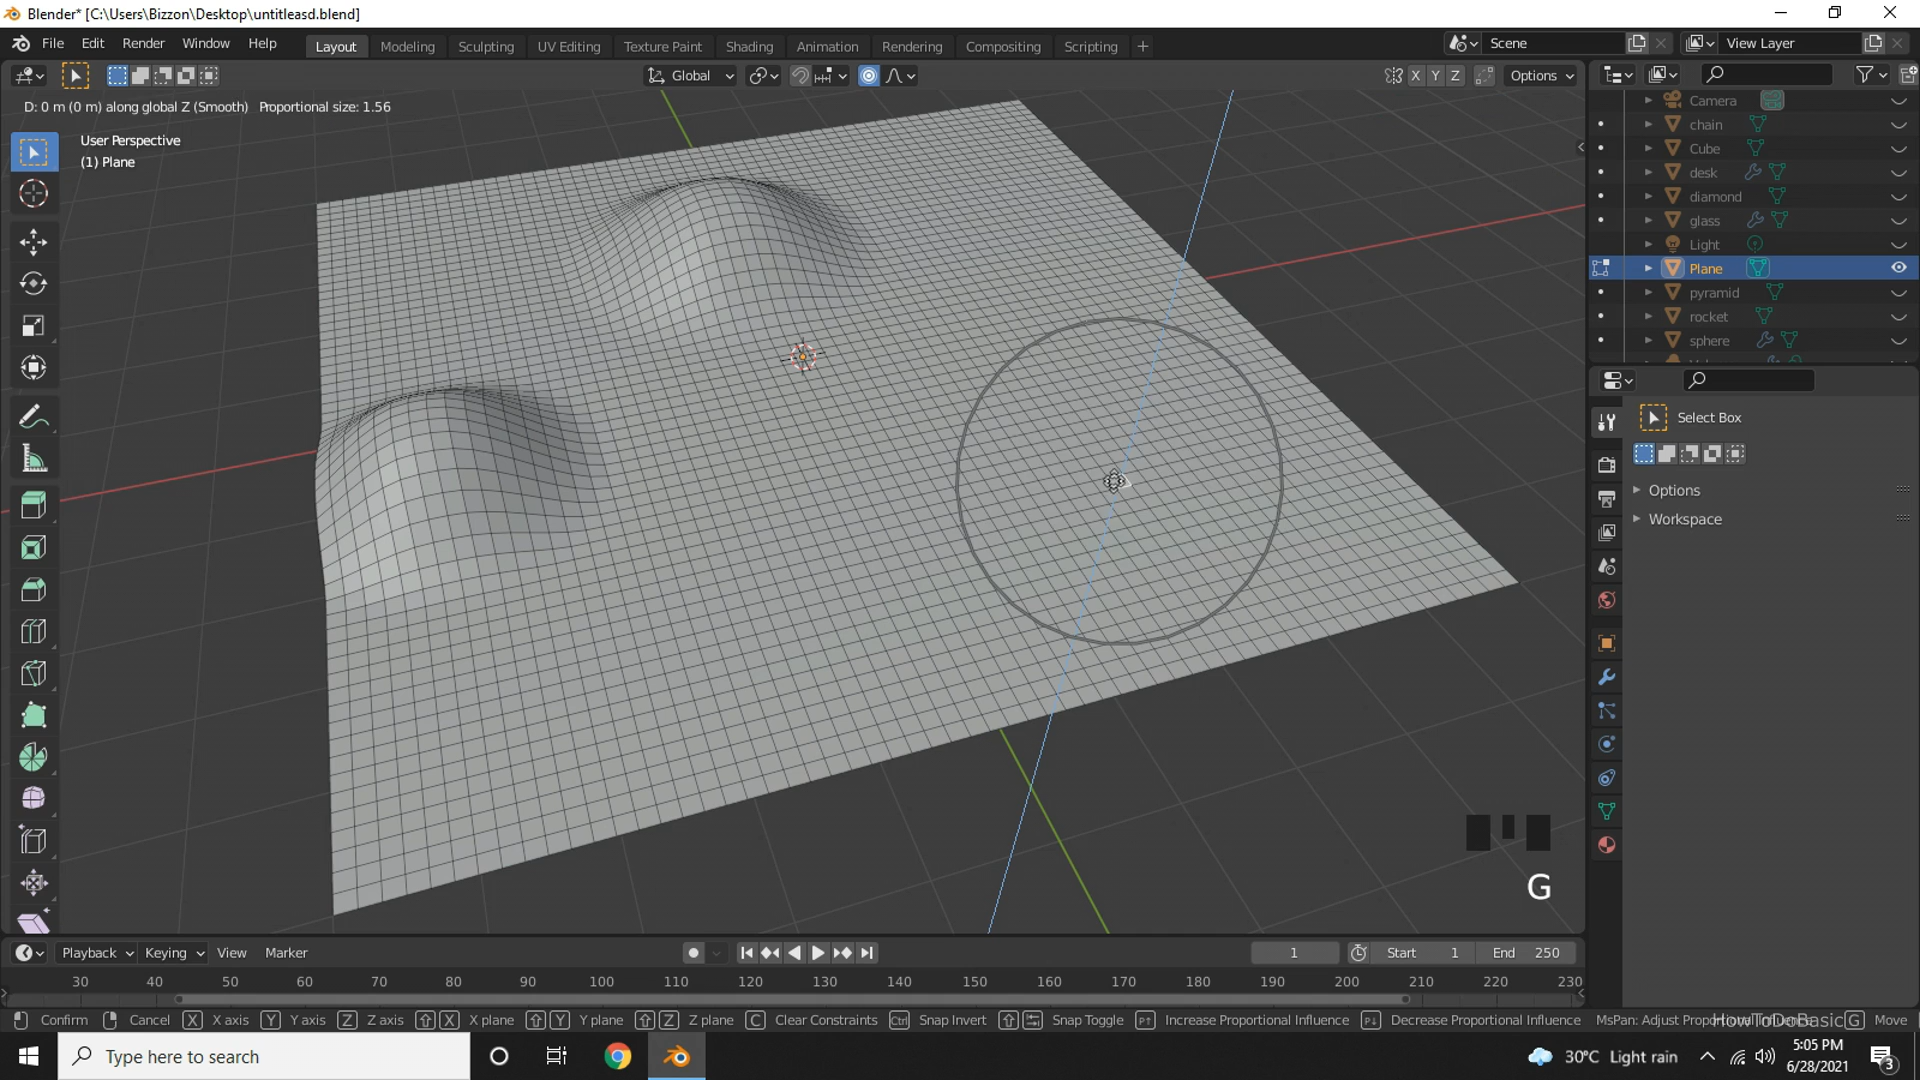 Blender* [C:\Users\Bizzon\Desktop\untitleasd.blend]
File Edit Render Window Help Layout Modeling Sculpting UV Editing Texture Paint Shading Animation Rendering Compositing Scripting + Scene View Layer
Global X Y Z Options
D: 0 m (0 m) along global Z (Smooth) Proportional size: 1.56
User Perspective
(1) Plane
Camera
chain
Cube
desk
diamond
glass
Light
Plane
pyramid
rocket
sphere
Select Box
Options
Workspace
G
Playback Keying View Marker 1 Start 1 End 250
30 40 50 60 70 80 90 100 110 120 130 140 150 160 170 180 190 200 210 220 230
Confirm Cancel X X axis Y Y axis Z Z axis X X plane Y Y plane Z Z plane C Clear Constraints Ctrl Snap Invert Snap Toggle P↑ Increase Proportional Influence P↓ Decrease Proportional Influence MsPan: Adjust G Move
HowToDoBasic
Type here to search
30°C Light rain
5:05 PM
6/28/2021
3